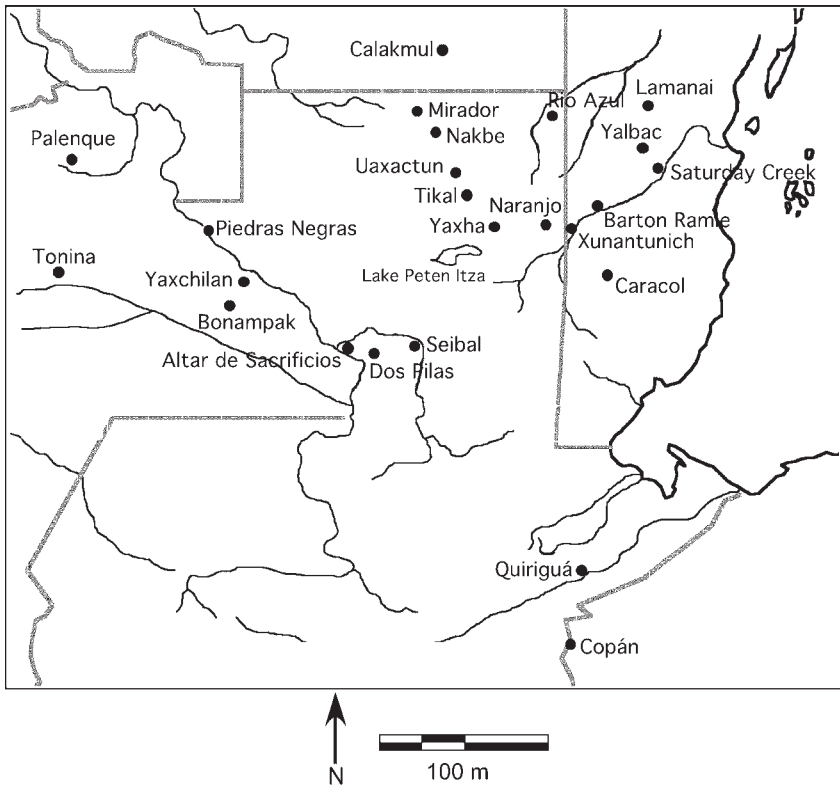 Calakmul
Rio Azul
Lamanai
Mirador
Nakbe
Yalbac
Palenque
Uaxactun
Saturday Creek
Tikal
Naranjo
Barton Ramie
Yaxha
Piedras Negras
Xunantunich
Tonina
Lake Peten Itza
Yaxchilan
Caracol
Bonampak
Seibal
Altar de Sacrificios
Dos Pilas
Quiriguá
Copán
N
100 m